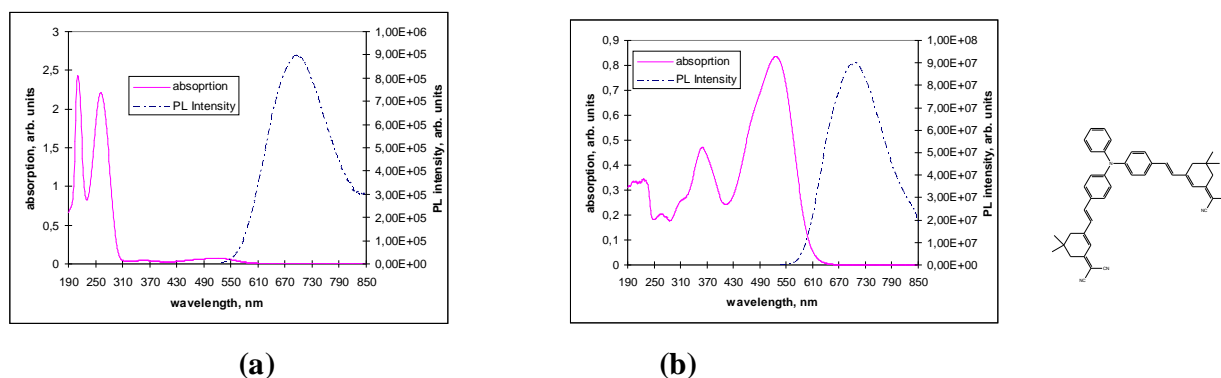 absorption, arb. units
3
2,5
2
1,5
1
0,5
0
absoprtion
PL Intensity
1,00E+06
9,00E+05
8,00E+05
7,00E+05
6,00E+05
5,00E+05
4,00E+05
3,00E+05
2,00E+05
1,00E+05
0,00E+00
PL intensity, arb. units
190 250 310 370 430 490 550 610 670 730 790 850
wavelength, nm
(a)
absorption, arb. units
0,9
0,8
0,7
0,6
0,5
0,4
0,3
0,2
0,1
0
absoprtion
PL Intensity
1,00E+08
9,00E+07
8,00E+07
7,00E+07
6,00E+07
5,00E+07
4,00E+07
3,00E+07
2,00E+07
1,00E+07
0,00E+00
PL intensity, arb. units
190 250 310 370 430 490 550 610 670 730 790 850
wavelength, nm
(b)
N
NC
CN
NC